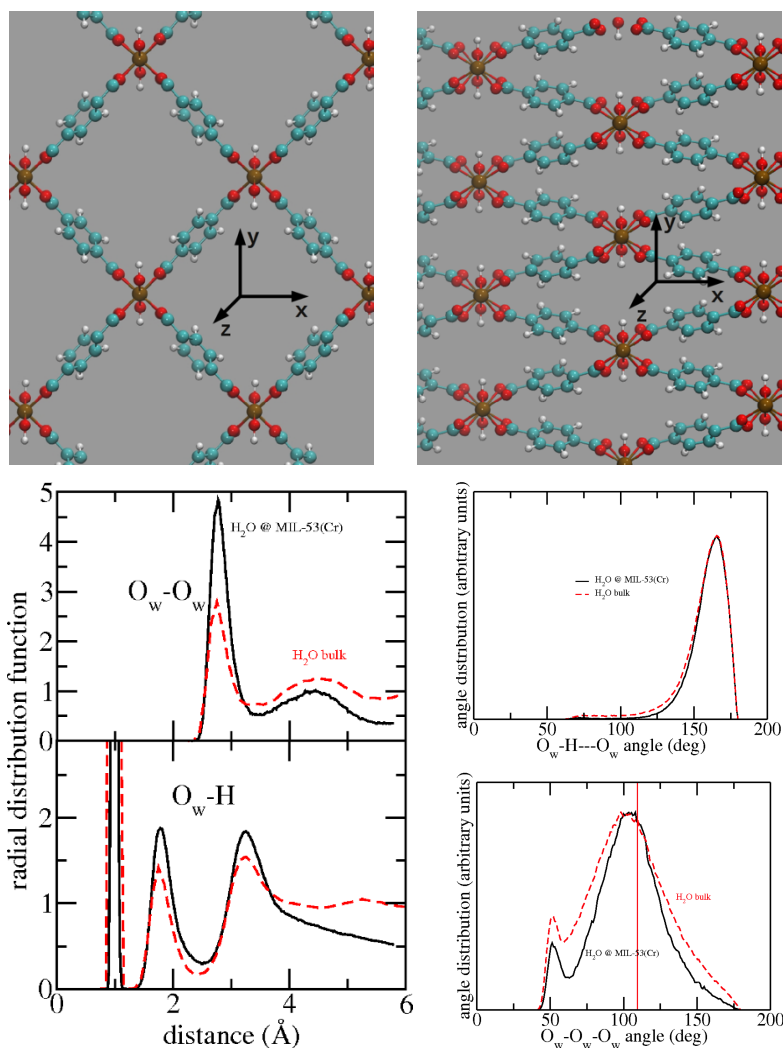 y
x
z
y
x
z
radial distribution function
5
4
3
2
1
0
H₂O @ MIL-53(Cr)
Ow-Ow
H₂O bulk
2
1
0
Ow-H
0 2 4 6
distance (Å)
angle distribution (arbitrary units)
H₂O @ MIL-53(Cr)
H₂O bulk
0 50 100 150 200
Ow-H---Ow angle (deg)
angle distribution (arbitrary units)
H₂O bulk
H₂O @ MIL-53(Cr)
0 50 100 150 200
Ow-Ow-Ow angle (deg)